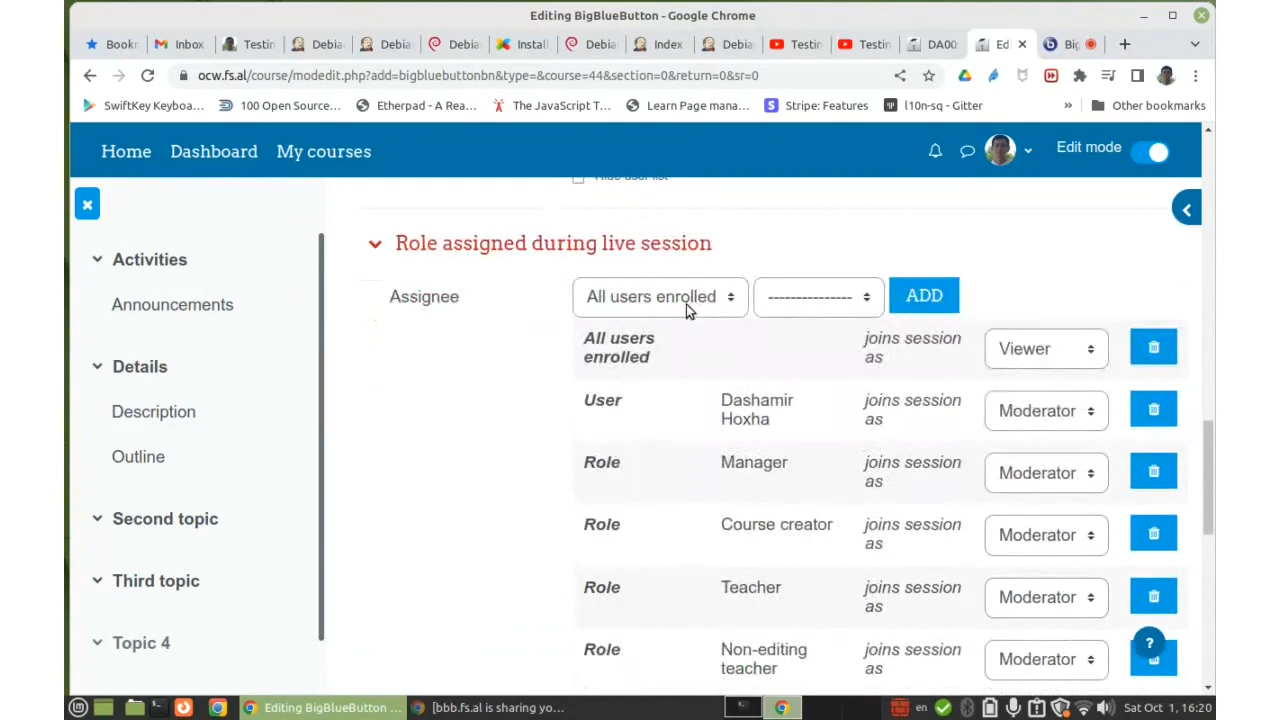 Editing BigBlueButton - Google Chrome
Bookr
Inbox
Testin
Debia
Debia
Debia
Install
Debia
Index
Debia
Testin
Testin
DA00
Ed
Big
ocw.fs.al/course/modedit.php?add=bigbluebuttonbn&type=&course=44&section=0&return=0&sr=0
SwiftKey Keyboa...
100 Open Source...
Etherpad - A Rea...
The JavaScript T...
Learn Page mana...
Stripe: Features
l10n-sq - Gitter
»
Other bookmarks
Home
Dashboard
My courses
Edit mode
Hide user list
Activities
Announcements
Details
Description
Outline
Second topic
Third topic
Topic 4
Role assigned during live session
Assignee
All users enrolled
---------------
ADD
All users enrolled
joins session as
Viewer
User
Dashamir Hoxha
joins session as
Moderator
Role
Manager
joins session as
Moderator
Role
Course creator
joins session as
Moderator
Role
Teacher
joins session as
Moderator
Role
Non-editing teacher
joins session as
Moderator
?
Editing BigBlueButton ...
[bbb.fs.al is sharing yo...
en
Sat Oct 1, 16:20